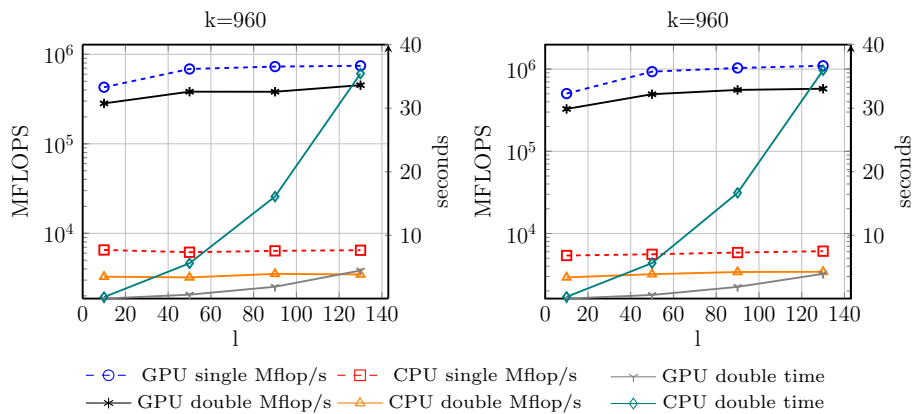 k=960
k=960
10^6
10^5
10^4
MFLOPS
40
30
20
10
seconds
0 20 40 60 80 100 120 140
l
10^6
10^5
10^4
MFLOPS
40
30
20
10
seconds
0 20 40 60 80 100 120 140
l
GPU single Mflop/s CPU single Mflop/s GPU double time
GPU double Mflop/s CPU double Mflop/s CPU double time